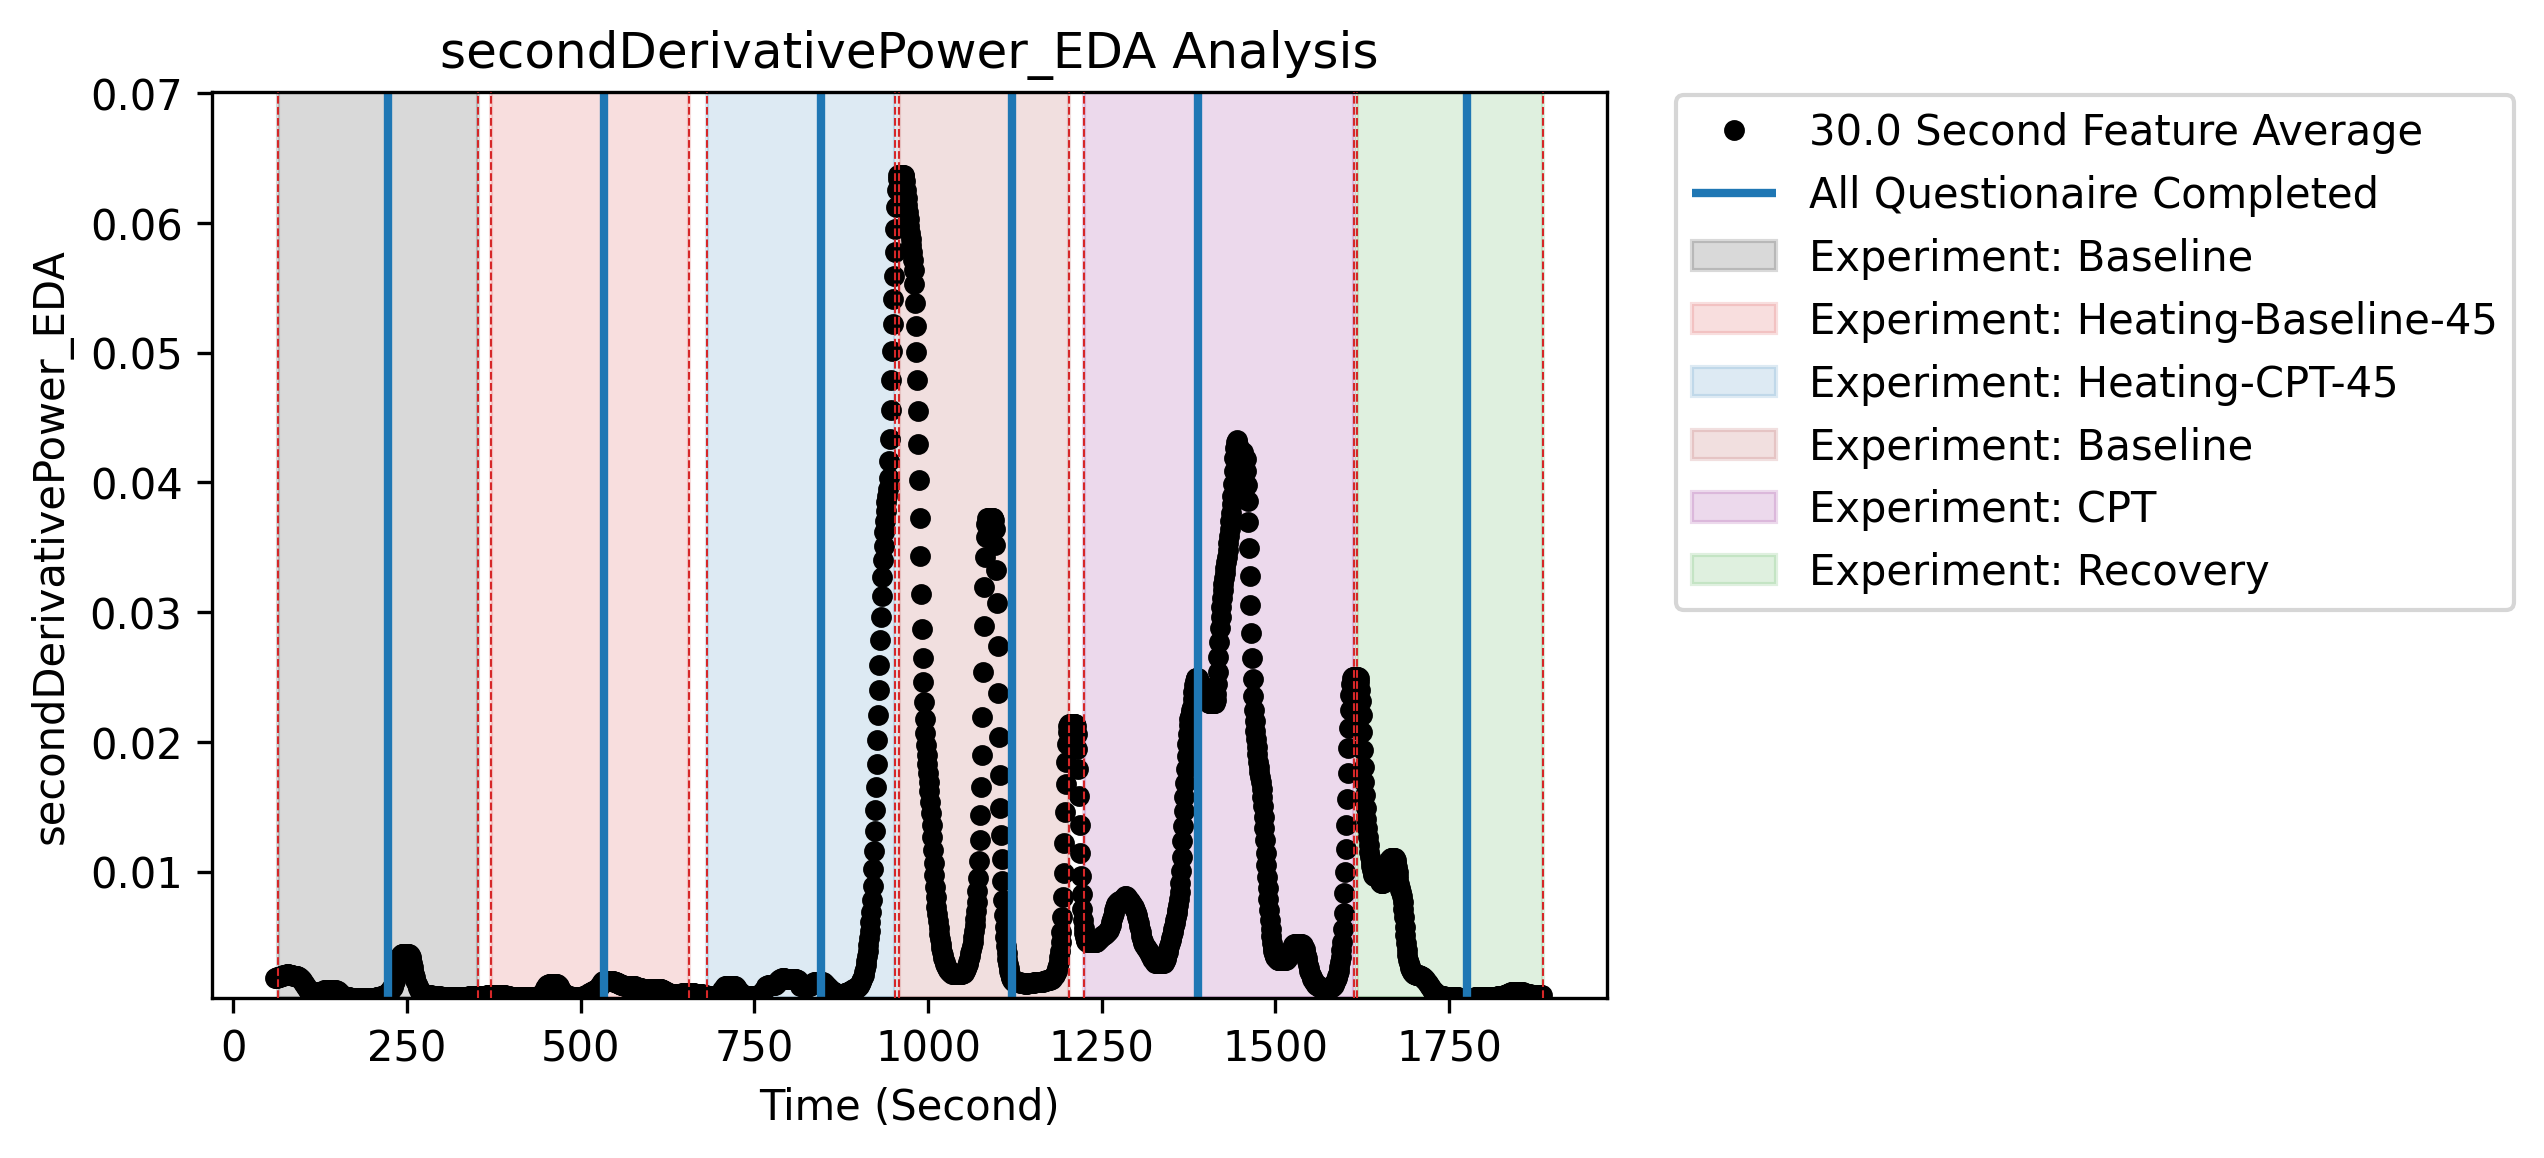 secondDerivativePower_EDA Analysis
secondDerivativePower_EDA
0.07
0.06
0.05
0.04
0.03
0.02
0.01
0 250 500 750 1000 1250 1500 1750
Time (Second)
30.0 Second Feature Average
All Questionaire Completed
Experiment: Baseline
Experiment: Heating-Baseline-45
Experiment: Heating-CPT-45
Experiment: Baseline
Experiment: CPT
Experiment: Recovery